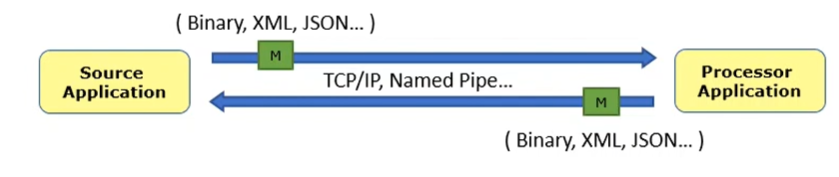 ( Binary, XML, JSON... )
M
Source
Application
TCP/IP, Named Pipe...
Processor
Application
M
( Binary, XML, JSON... )